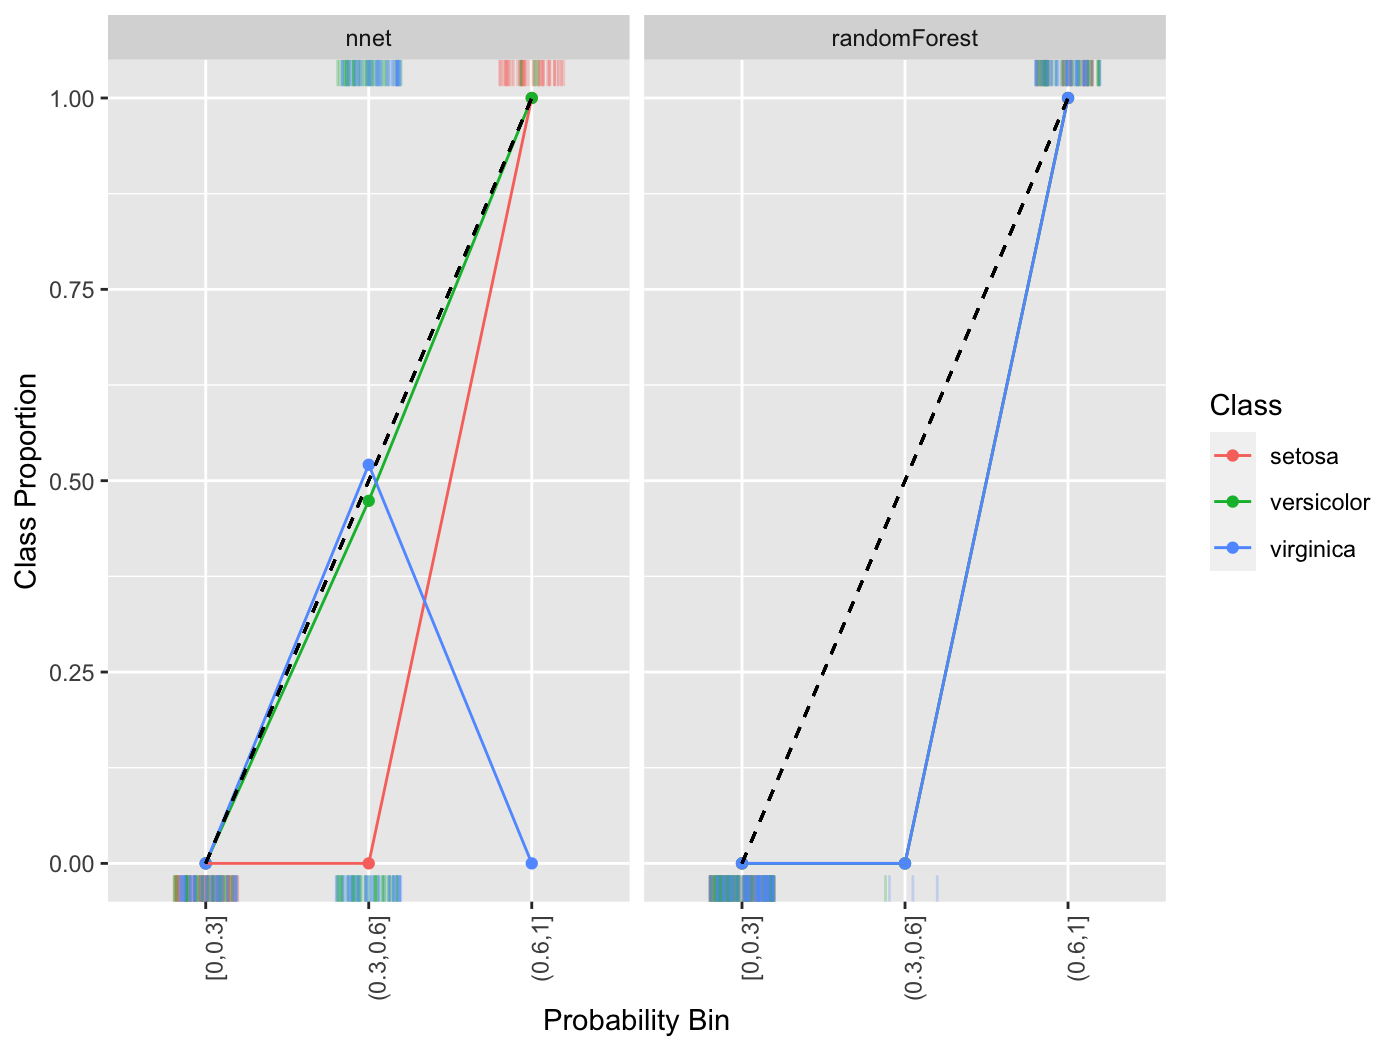 nnet
randomForest
1.00
0.75
0.50
0.25
0.00
Class Proportion
[0,0.3]
(0.3,0.6]
(0.6,1]
[0,0.3]
(0.3,0.6]
(0.6,1]
Probability Bin
Class
setosa
versicolor
virginica